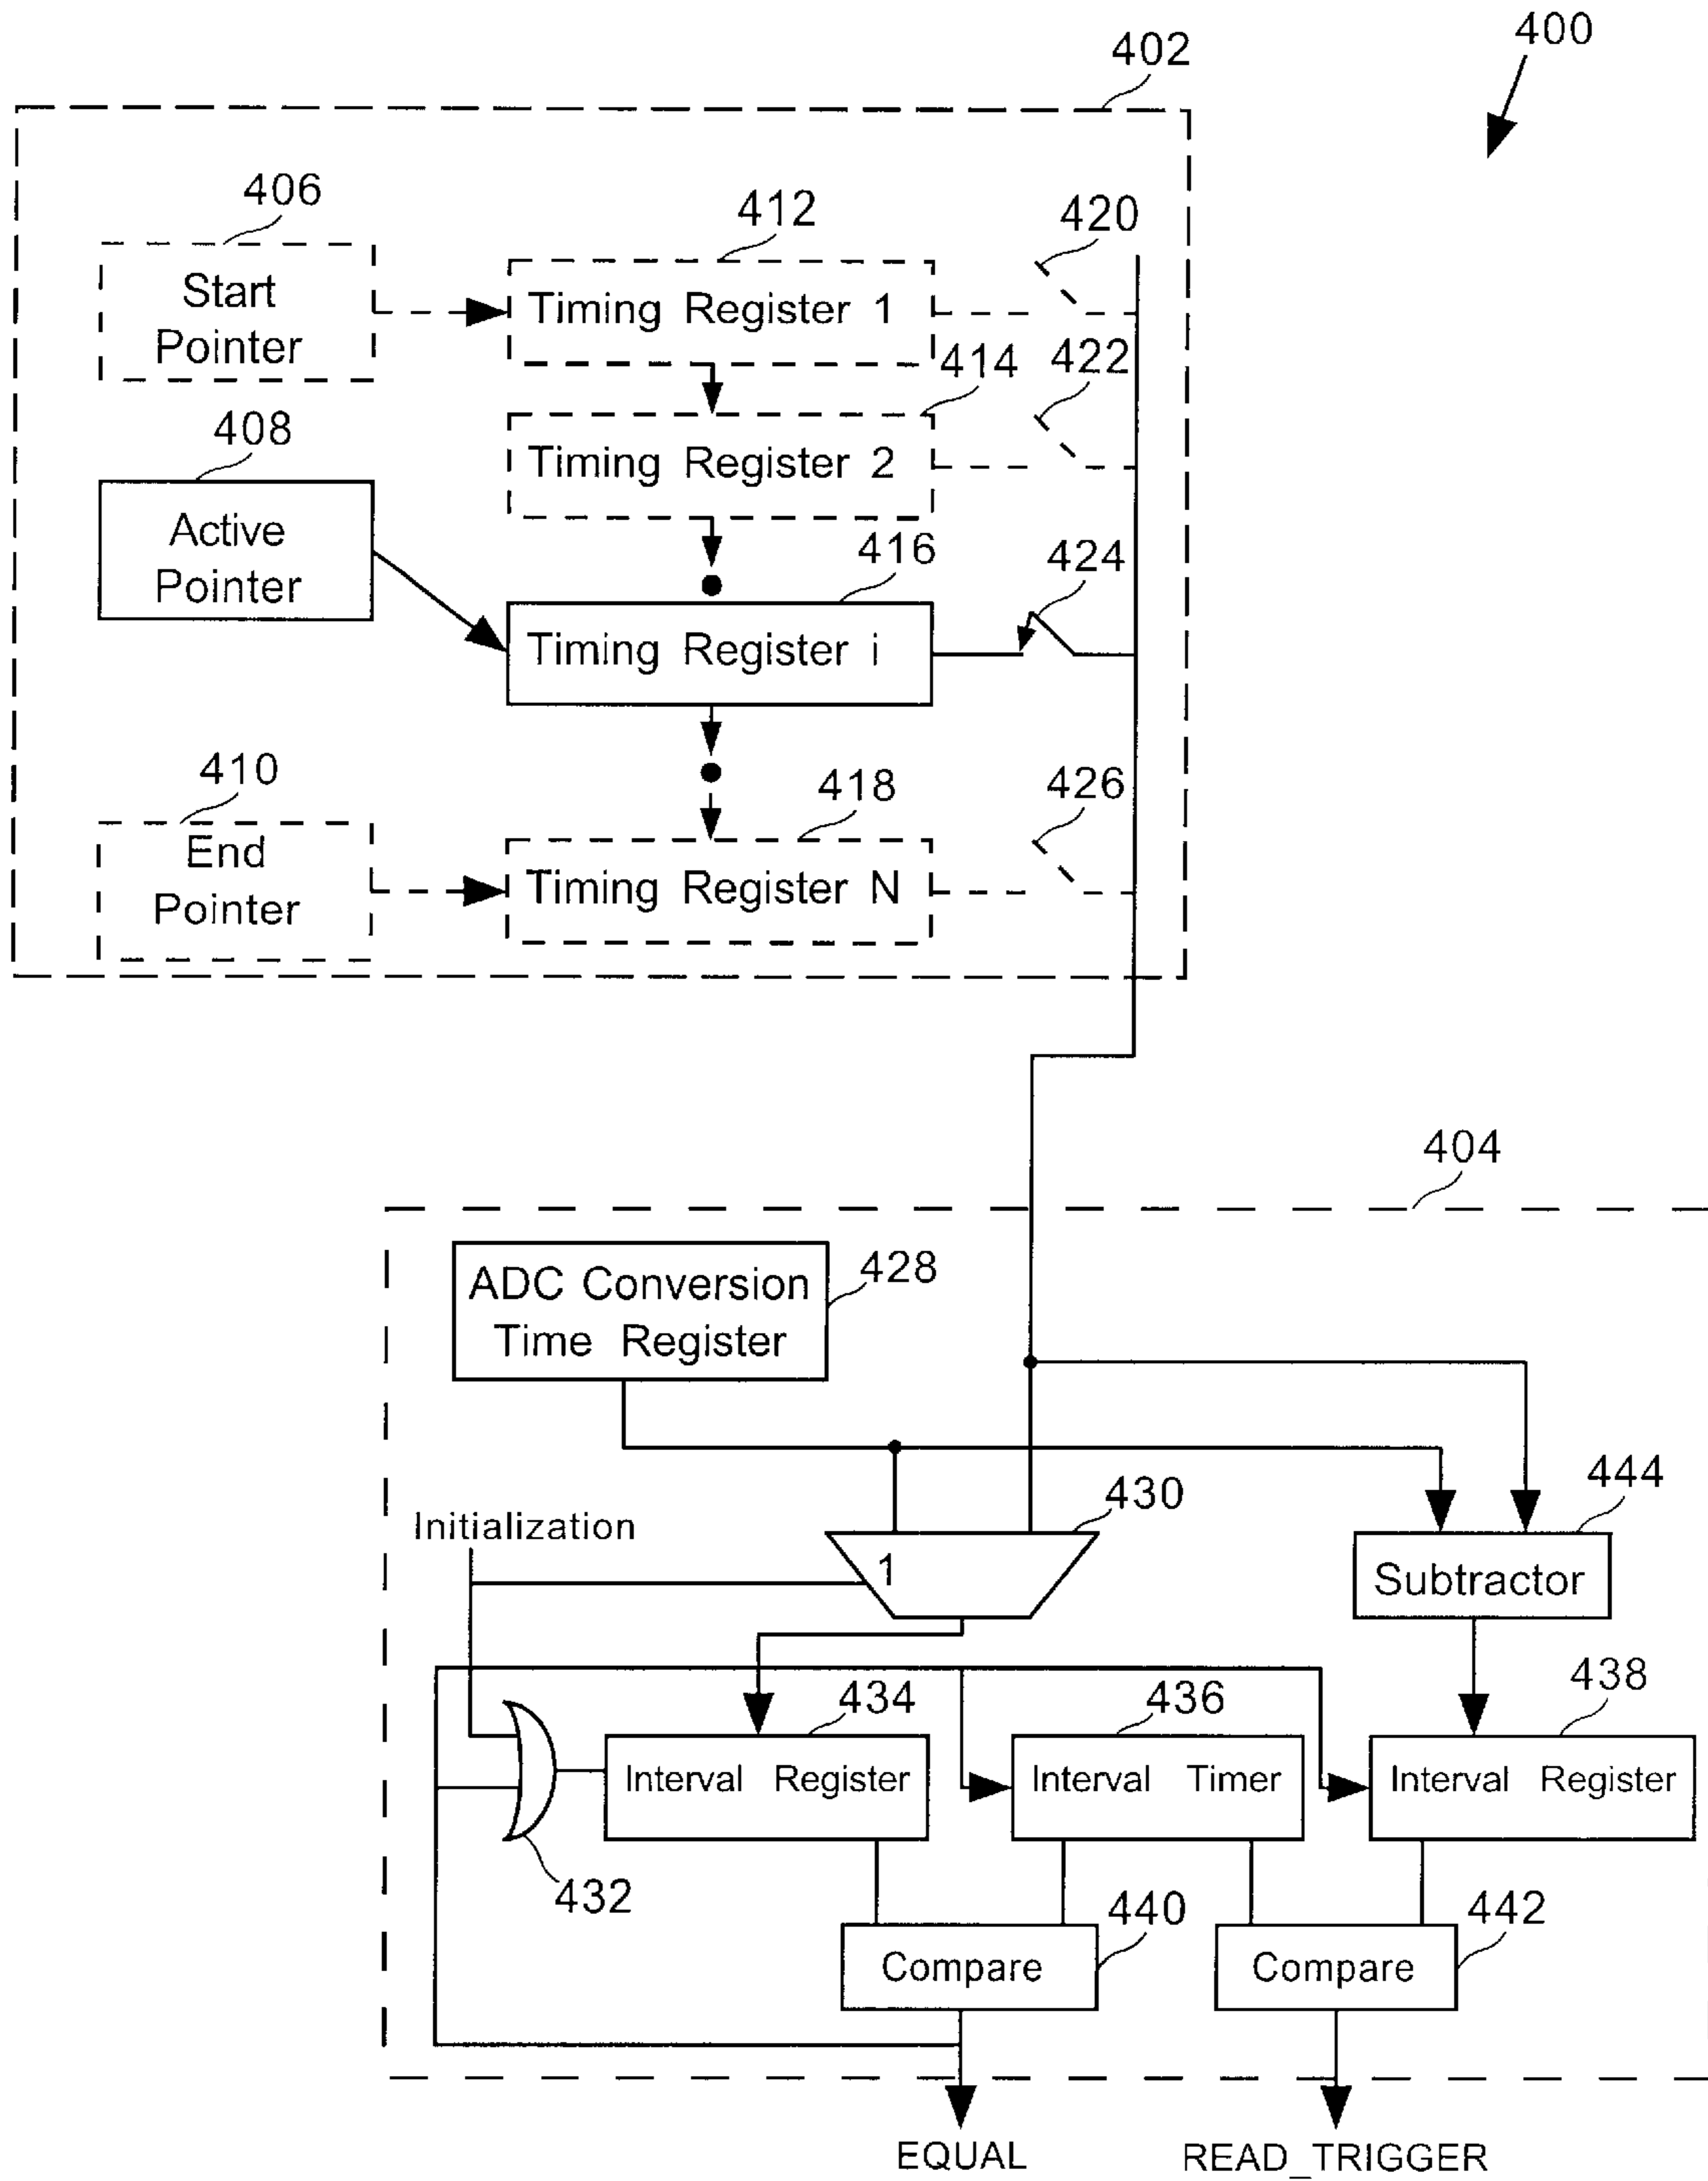 400
402
406
412
420
Start
Pointer
Timing Register 1
414
422
408
Timing Register 2
Active
Pointer
416
424
Timing Register i
410
418
426
End
Pointer
Timing Register N
404
ADC Conversion
Time Register
428
430
444
Initialization
1
Subtractor
434
436
438
Interval Register
Interval Timer
Interval Register
432
440
442
Compare
Compare
EQUAL
READ_TRIGGER